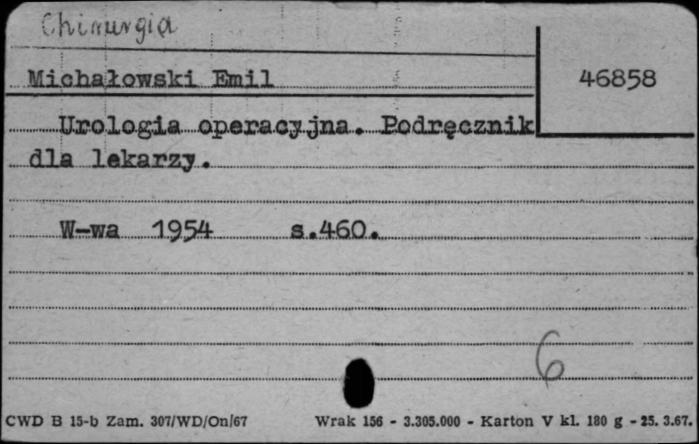 Chirurgia
Michałowski Emil
46858
Urologia operacyjna. Podręcznik
dla lekarzy.
W-wa 1954 s.460.
6
CWD B 15-b Zam. 307/WD/On/67 Wrak 156 - 3.305.000 - Karton V kl. 180 g - 25. 3.67.